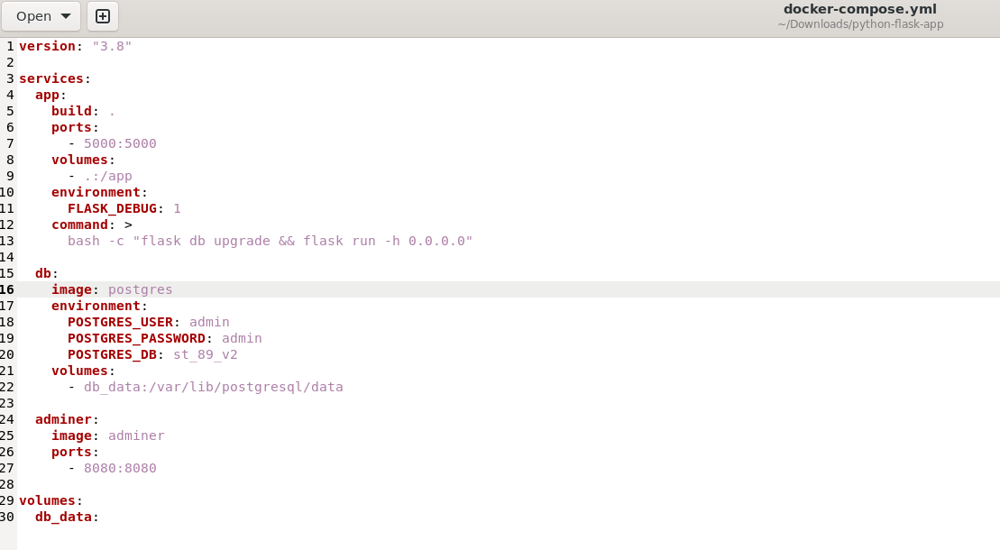 Open
docker-compose.yml
~/Downloads/python-flask-app
1 version: "3.8"
2
3 services:
4   app:
5     build: .
6     ports:
7       - 5000:5000
8     volumes:
9       - .:/app
10     environment:
11       FLASK_DEBUG: 1
12     command: >
13       bash -c "flask db upgrade && flask run -h 0.0.0.0"
14
15   db:
16     image: postgres
17     environment:
18       POSTGRES_USER: admin
19       POSTGRES_PASSWORD: admin
20       POSTGRES_DB: st_89_v2
21     volumes:
22       - db_data:/var/lib/postgresql/data
23
24   adminer:
25     image: adminer
26     ports:
27       - 8080:8080
28
29 volumes:
30   db_data: